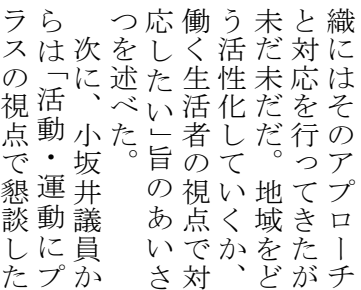 織にはそのアプローチ
と対応を行ってきたが
未だ未だだ。地域をど
う活性化していくか、
働く生活者の視点で対
応したい」旨のあいさ
つを述べた。
　次に、小坂井議員か
らは「活動・運動にプ
ラスの視点で懇談した